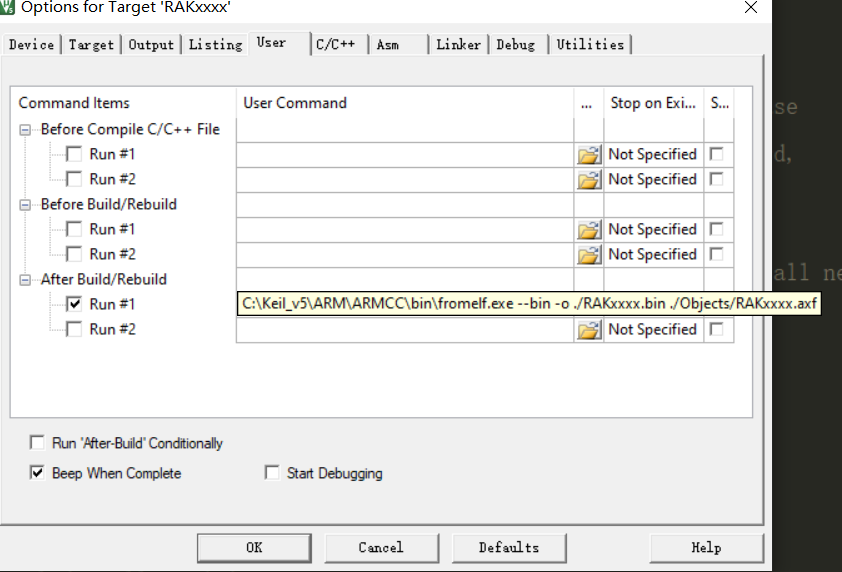 Options for Target 'RAKxxxx'
Device Target Output Listing User C/C++ Asm Linker Debug Utilities
Command Items User Command ... Stop on Exi... S...
Before Compile C/C++ File
Run #1 Not Specified
Run #2 Not Specified
Before Build/Rebuild
Run #1 Not Specified
Run #2 Not Specified
After Build/Rebuild
Run #1 C:\Keil_v5\ARM\ARMCC\bin\fromelf.exe --bin -o ./RAKxxxx.bin ./Objects/RAKxxxx.axf
Run #2 Not Specified
Run 'After-Build' Conditionally
Beep When Complete Start Debugging
OK Cancel Defaults Help
se
d,
all ne